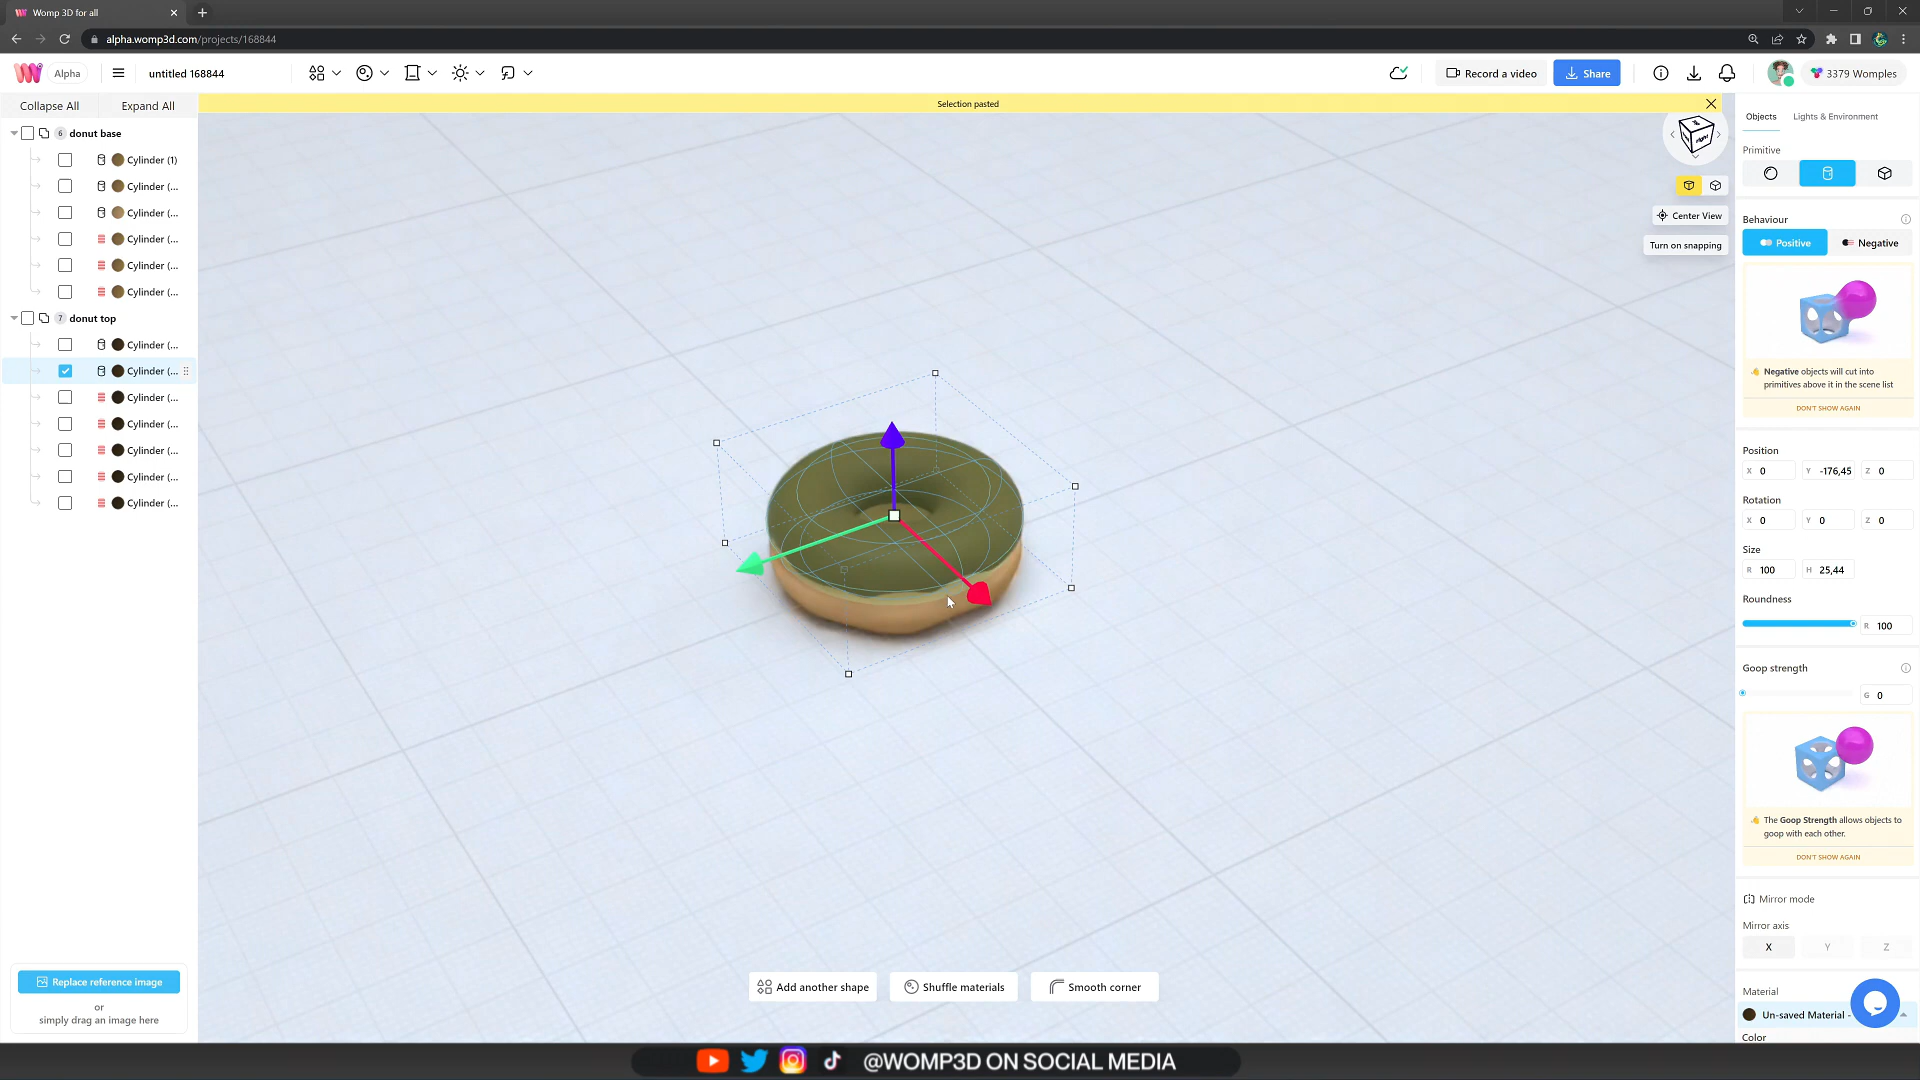 Womp 3D for all
alpha.womp3d.com/projects/168844
Alpha
untitled 168844
Record a video
Share
3379 Womples
Collapse All
Expand All
Selection pasted
6 donut base
Cylinder (1)
Cylinder (...
Cylinder (...
Cylinder (...
Cylinder (...
Cylinder (...
7 donut top
Cylinder (...
Cylinder (...
Cylinder (...
Cylinder (...
Cylinder (...
Cylinder (...
Cylinder (...
Replace reference image
or
simply drag an image here
Center View
Turn on snapping
Add another shape
Shuffle materials
Smooth corner
Objects
Lights & Environment
Primitive
Behaviour
Positive
Negative
Negative objects will cut into
primitives above it in the scene list
DON'T SHOW AGAIN
Position
X 0 Y -176,45 Z 0
Rotation
X 0 Y 0 Z 0
Size
R 100 H 25,44
Roundness
R 100
Goop strength
G 0
The Goop Strength allows objects to
goop with each other.
DON'T SHOW AGAIN
Mirror mode
Mirror axis
X Y Z
Material
Un-saved Material -
Color
@WOMP3D ON SOCIAL MEDIA